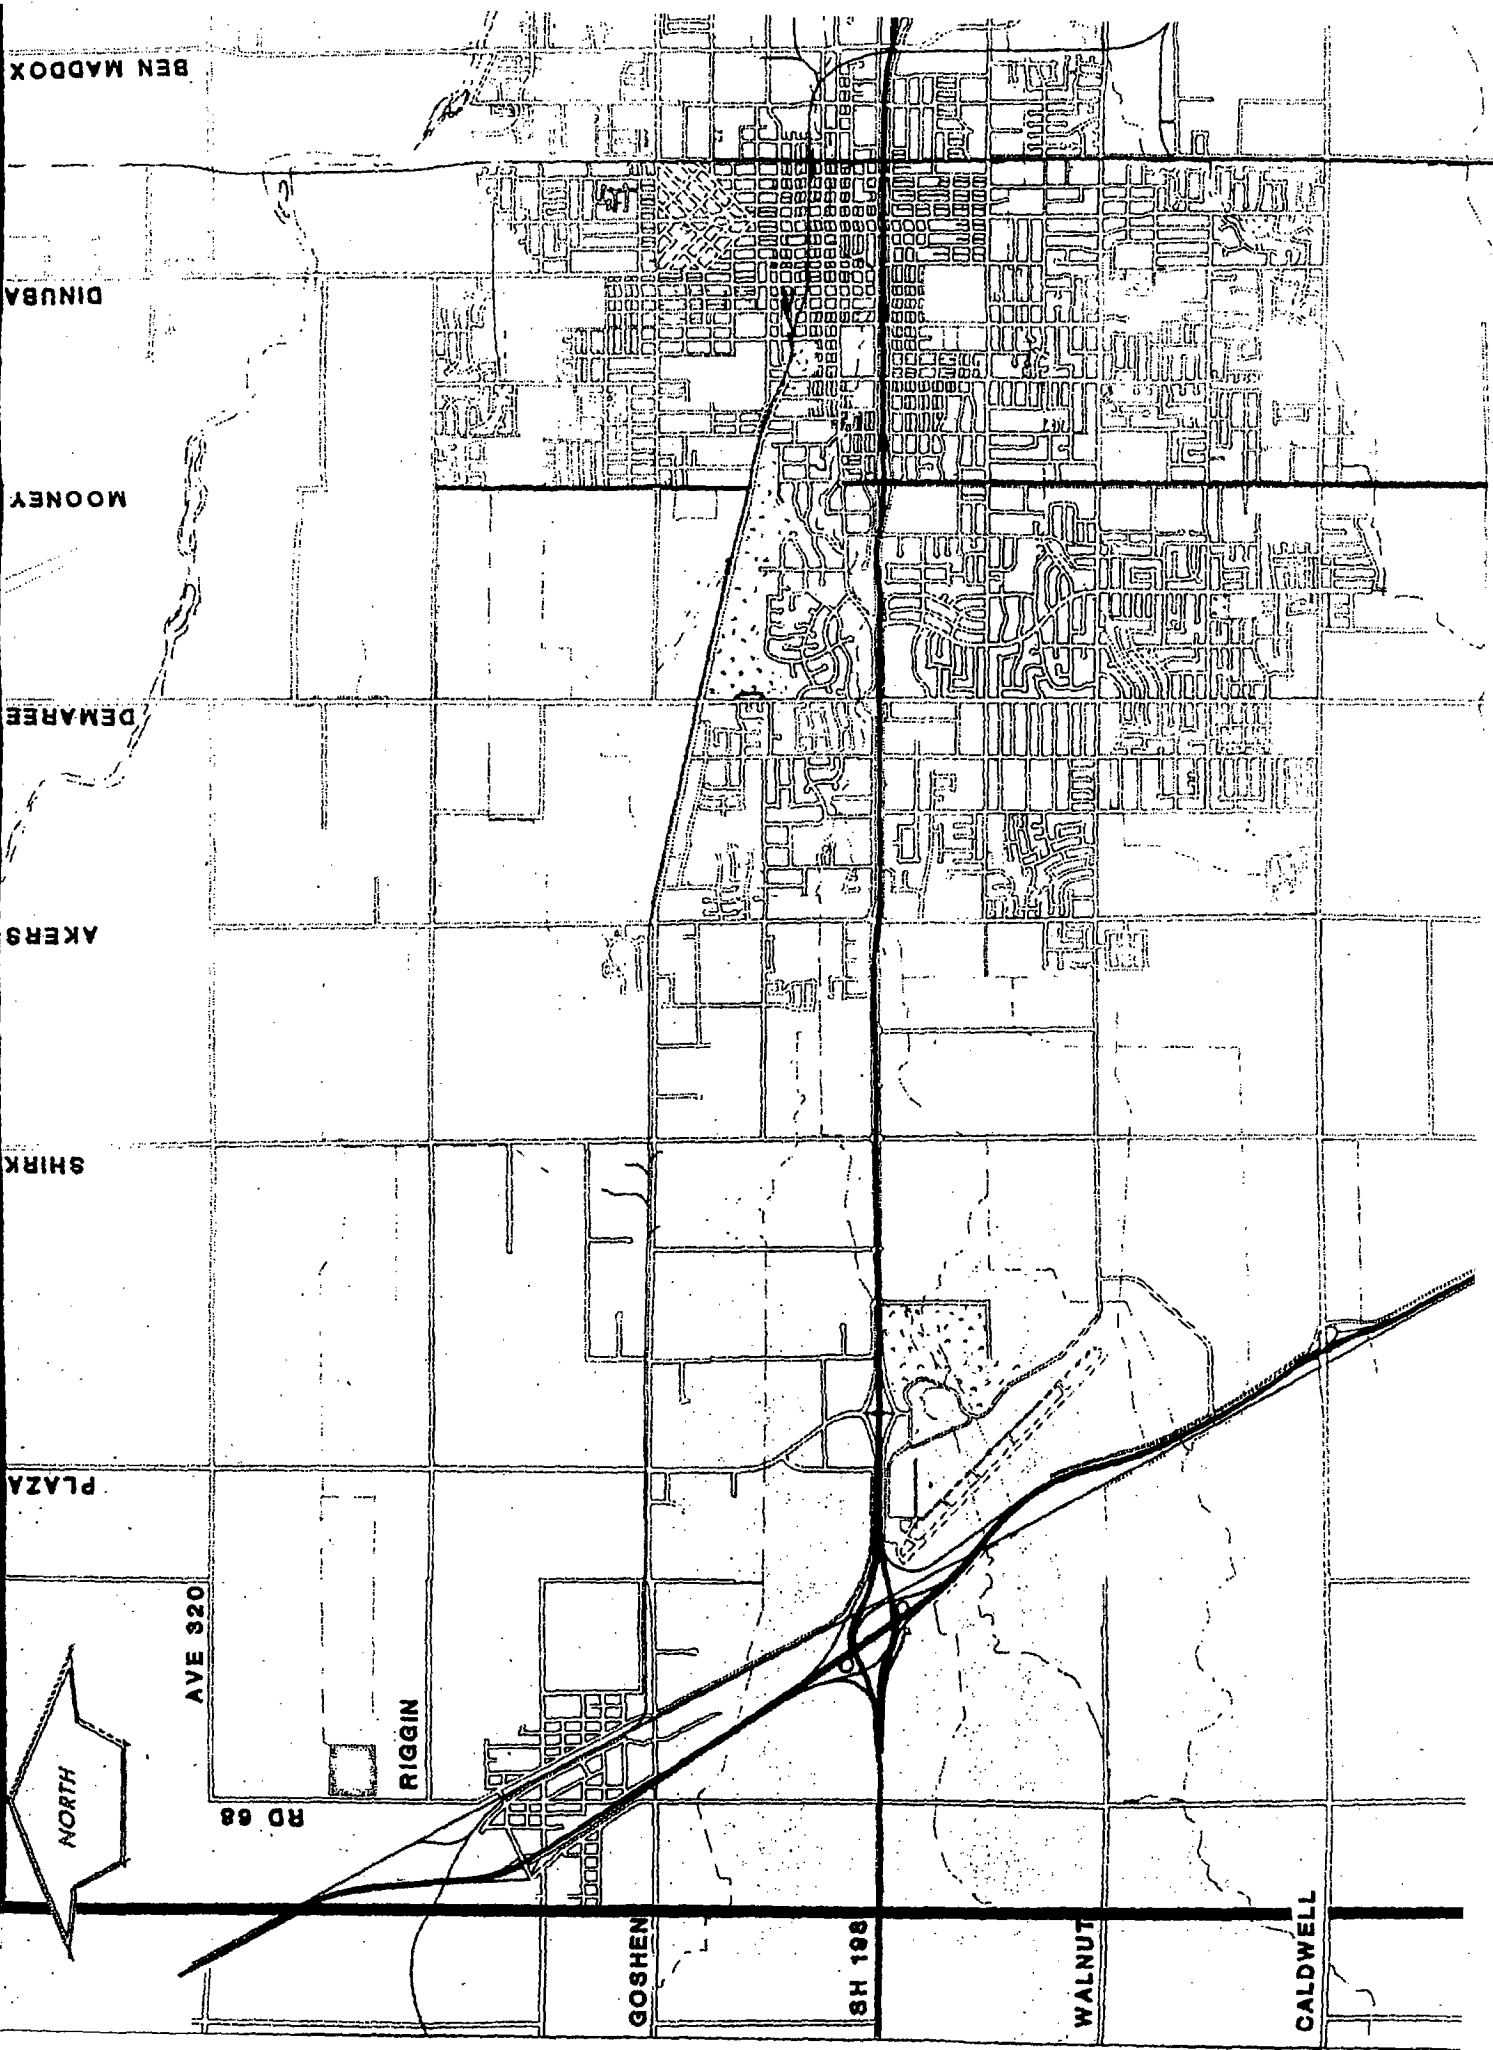 BEN MADDOX
DINUBA
MOONEY
DEMAREE
AKERS
SHIRK
PLAZA
AVE 320
RIGGIN
RD 68
NORTH
GOSHEN
SH 198
WALNUT
CALDWELL